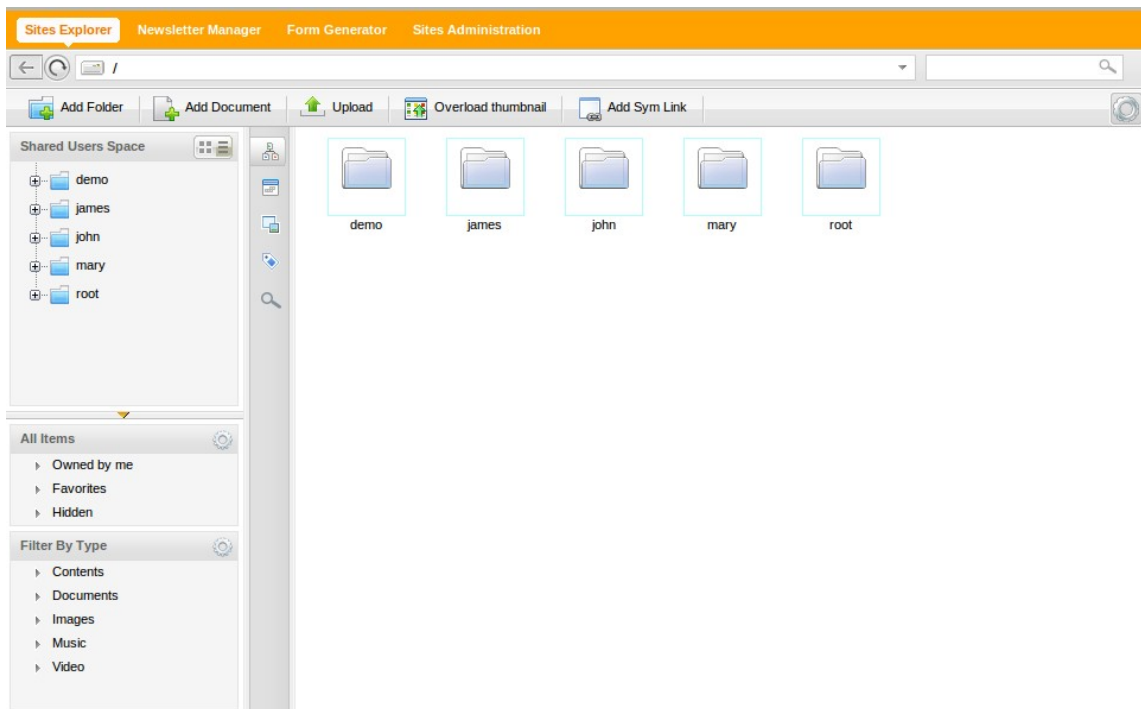 Sites Explorer Newsletter Manager Form Generator Sites Administration
/
Add Folder Add Document Upload Overload thumbnail Add Sym Link
Shared Users Space
demo
james
john
mary
root
demo james john mary root
All Items
Owned by me
Favorites
Hidden
Filter By Type
Contents
Documents
Images
Music
Video